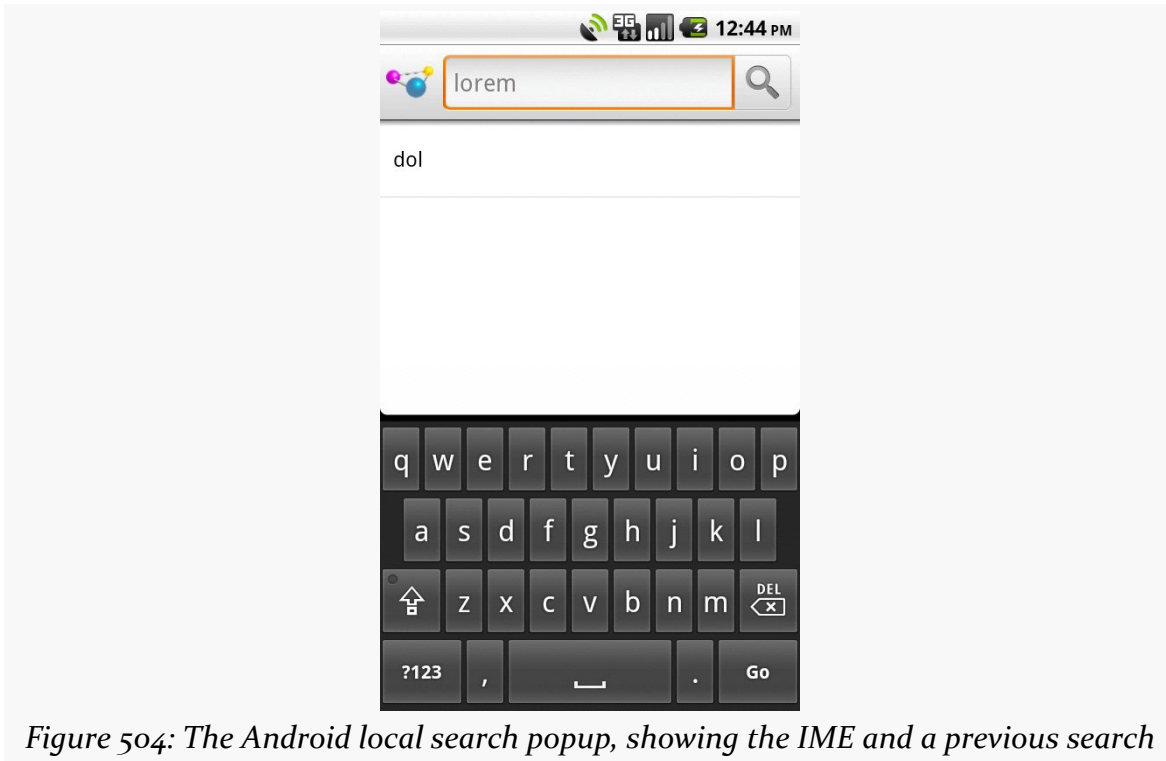 3G 12:44 PM
lorem
dol
q w e r t y u i o p
a s d f g h j k l
z x c v b n m DEL
?123 , . Go
Figure 504: The Android local search popup, showing the IME and a previous search